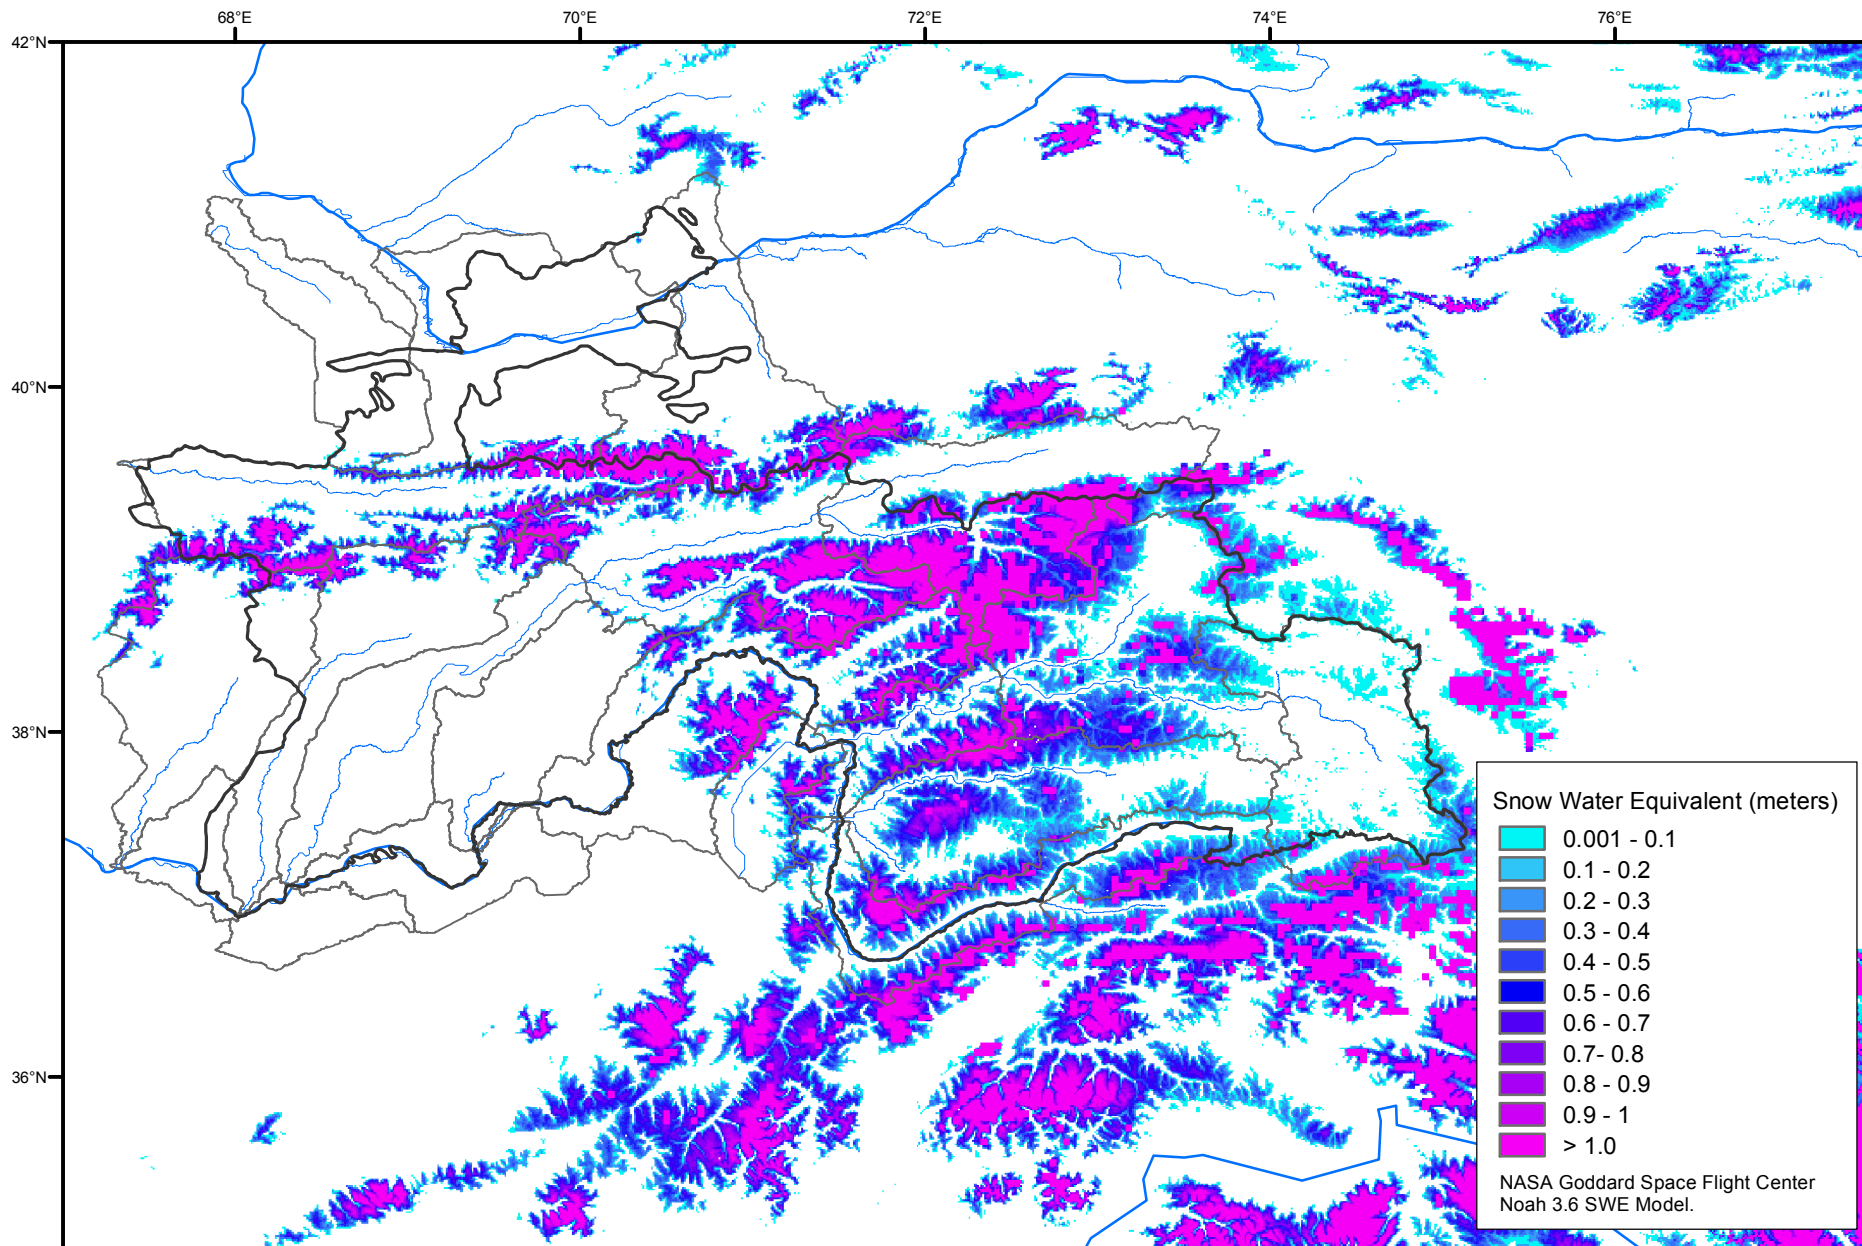 68°E
70°E
72°E
74°E
76°E
42°N
40°N
38°N
36°N
Snow Water Equivalent (meters)
0.001 - 0.1
0.1 - 0.2
0.2 - 0.3
0.3 - 0.4
0.4 - 0.5
0.5 - 0.6
0.6 - 0.7
0.7- 0.8
0.8 - 0.9
0.9 - 1
> 1.0
NASA Goddard Space Flight Center
Noah 3.6 SWE Model.